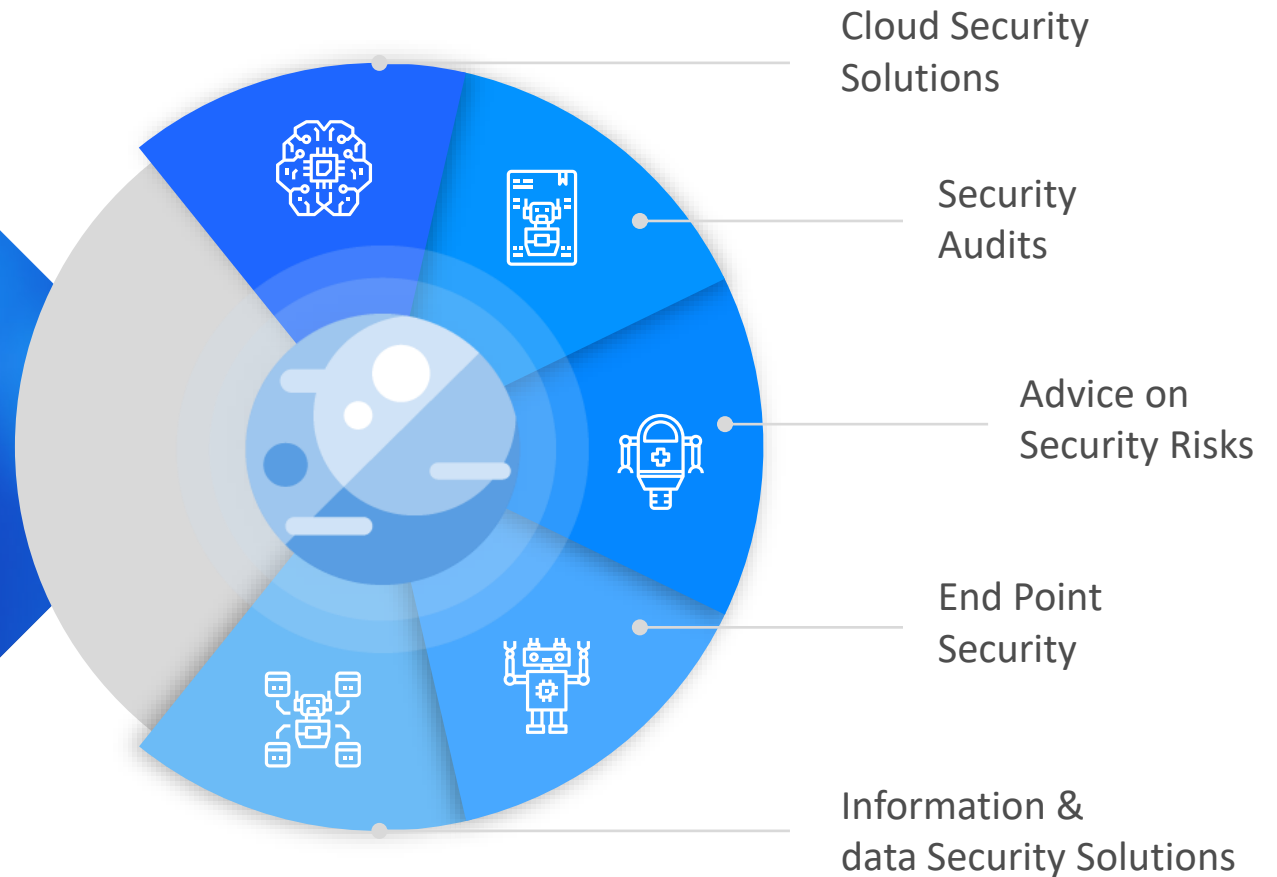 Cloud Security
Solutions
Security
Audits
Advice on
Security Risks
End Point
Security
Information &
data Security Solutions